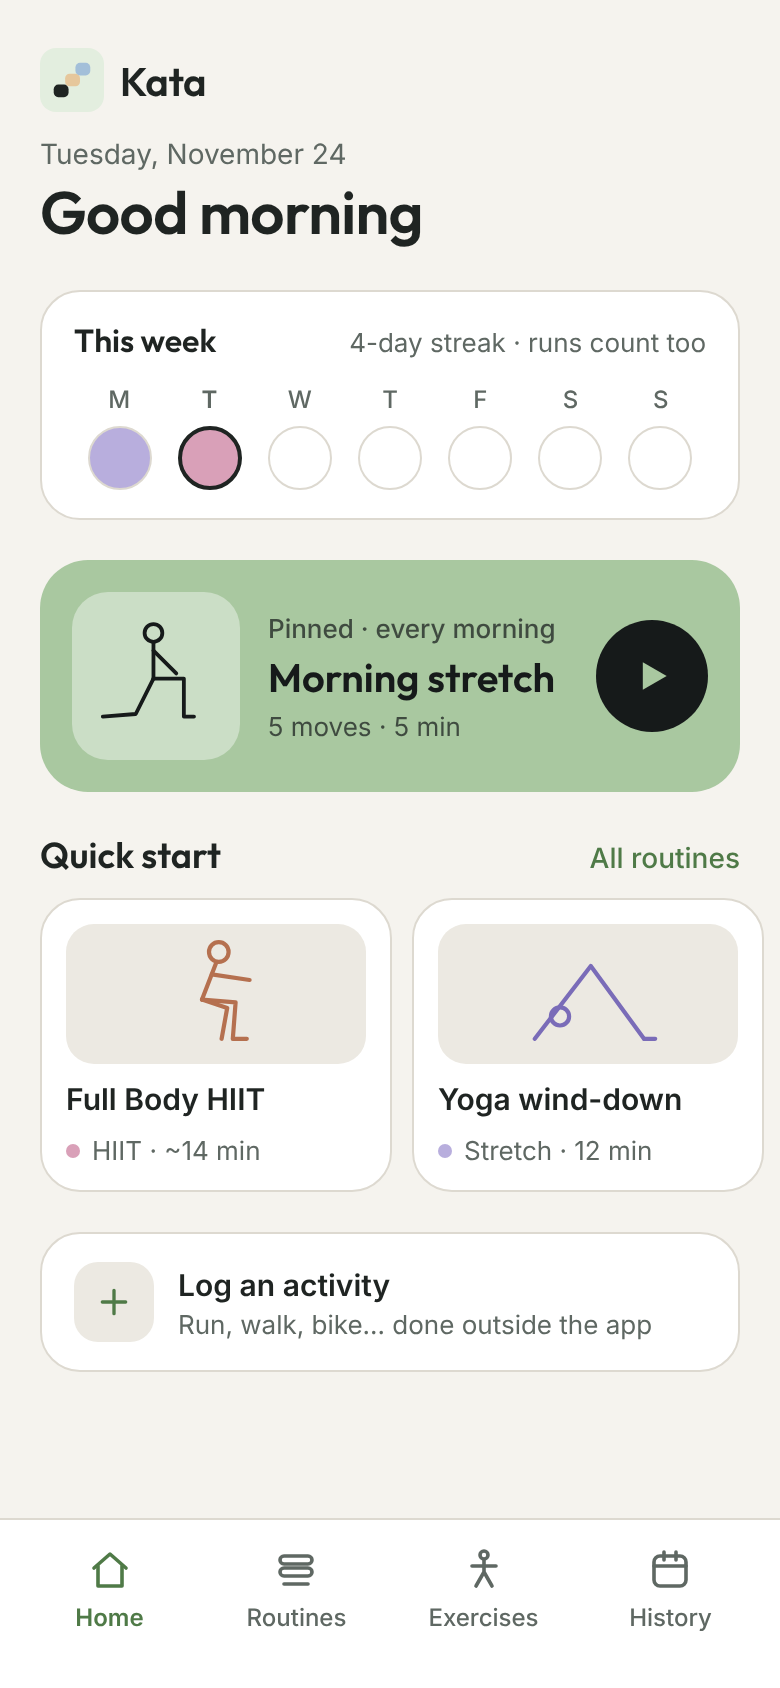 Kata
Tuesday, November 24
Good morning
This week
4-day streak · runs count too
M T W T F S S
Pinned · every morning
Morning stretch
5 moves · 5 min
Quick start
All routines
Full Body HIIT
HIIT · ~14 min
Yoga wind-down
Stretch · 12 min
Log an activity
Run, walk, bike... done outside the app
Home
Routines
Exercises
History